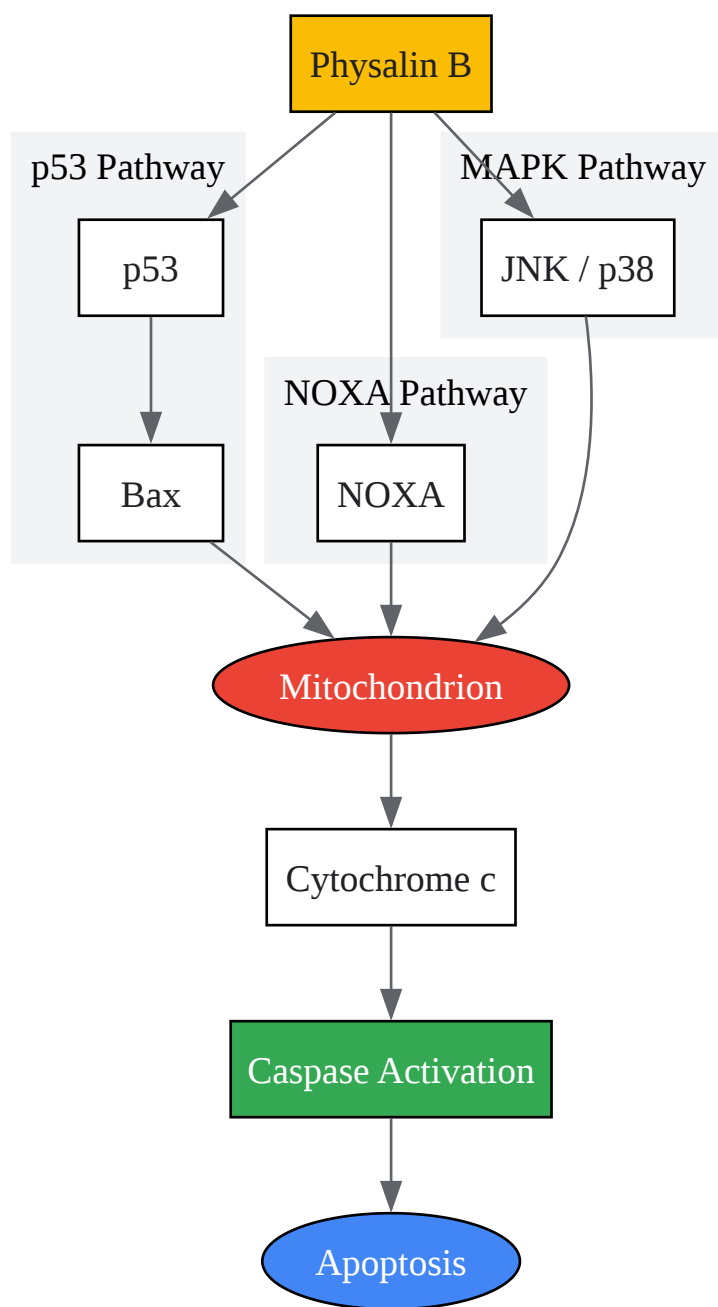 Physalin B
p53 Pathway
MAPK Pathway
p53
JNK / p38
NOXA Pathway
Bax
NOXA
Mitochondrion
Cytochrome c
Caspase Activation
Apoptosis